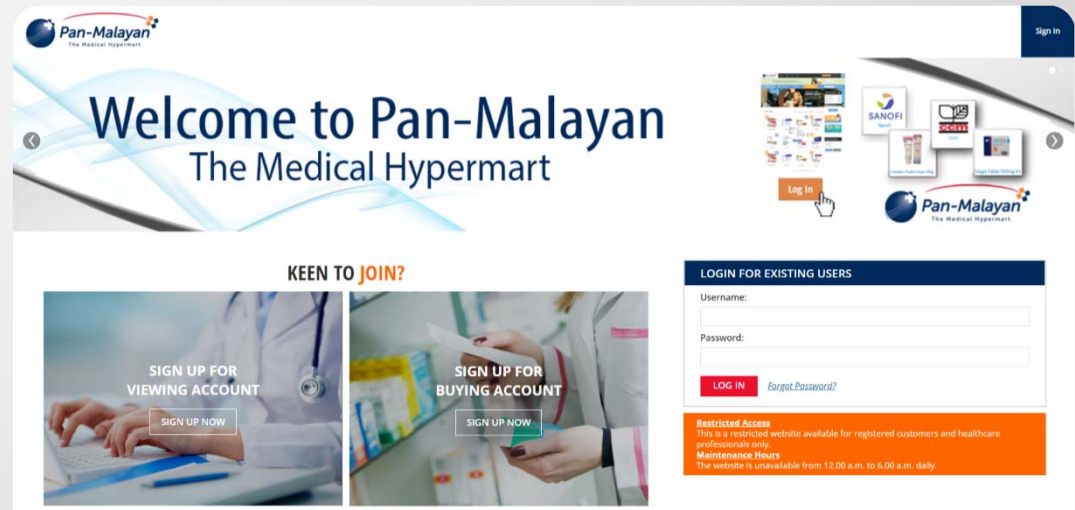 Pan-Malayan
The Medical Hypermart
Sign In
Welcome to Pan-Malayan
The Medical Hypermart
SANOFI
ccm
Log In
Pan-Malayan
The Medical Hypermart
KEEN TO JOIN?
SIGN UP FOR
VIEWING ACCOUNT
SIGN UP NOW
SIGN UP FOR
BUYING ACCOUNT
SIGN UP NOW
LOGIN FOR EXISTING USERS
Username:
Password:
LOG IN
Forgot Password?
Restricted Access
This is a restricted website available for registered customers and healthcare
professionals only.
Maintenance Hours
The website is unavailable from 12.00 a.m. to 6.00 a.m. daily.